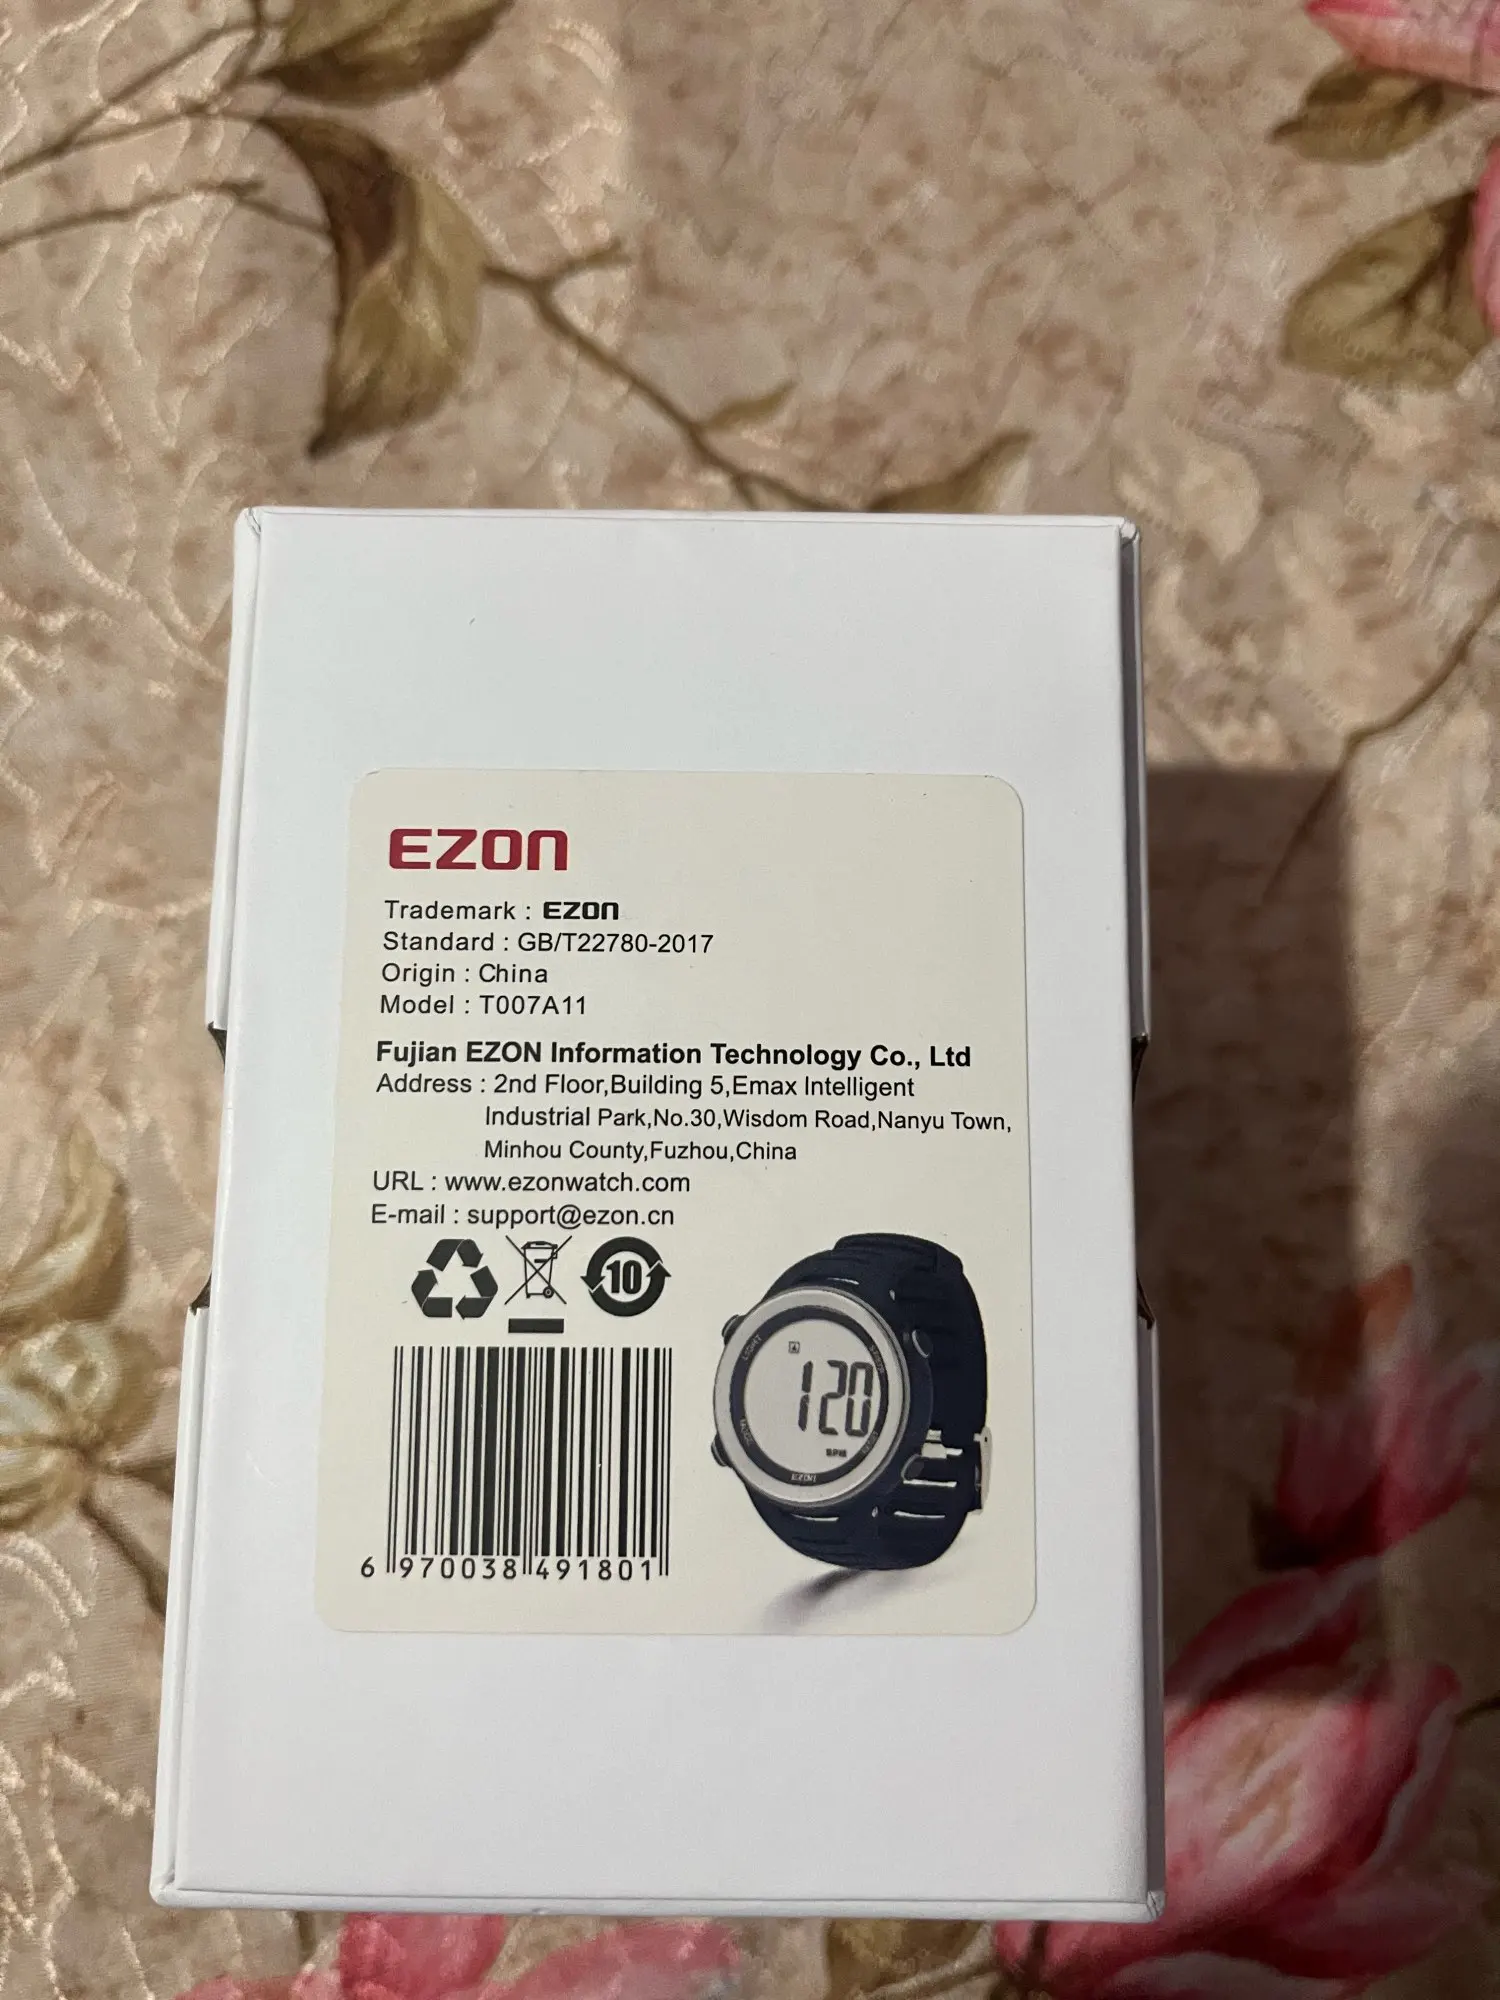 EZON
Trademark : EZON
Standard : GB/T22780-2017
Origin : China
Model : T007A11
Fujian EZON Information Technology Co., Ltd
Address : 2nd Floor,Building 5,Emax Intelligent
Industrial Park,No.30,Wisdom Road,Nanyu Town,
Minhou County,Fuzhou,China
URL : www.ezonwatch.com
E-mail : support@ezon.cn
10
LIGHT
120
BPM
MODE
EZON
6 970038 491801